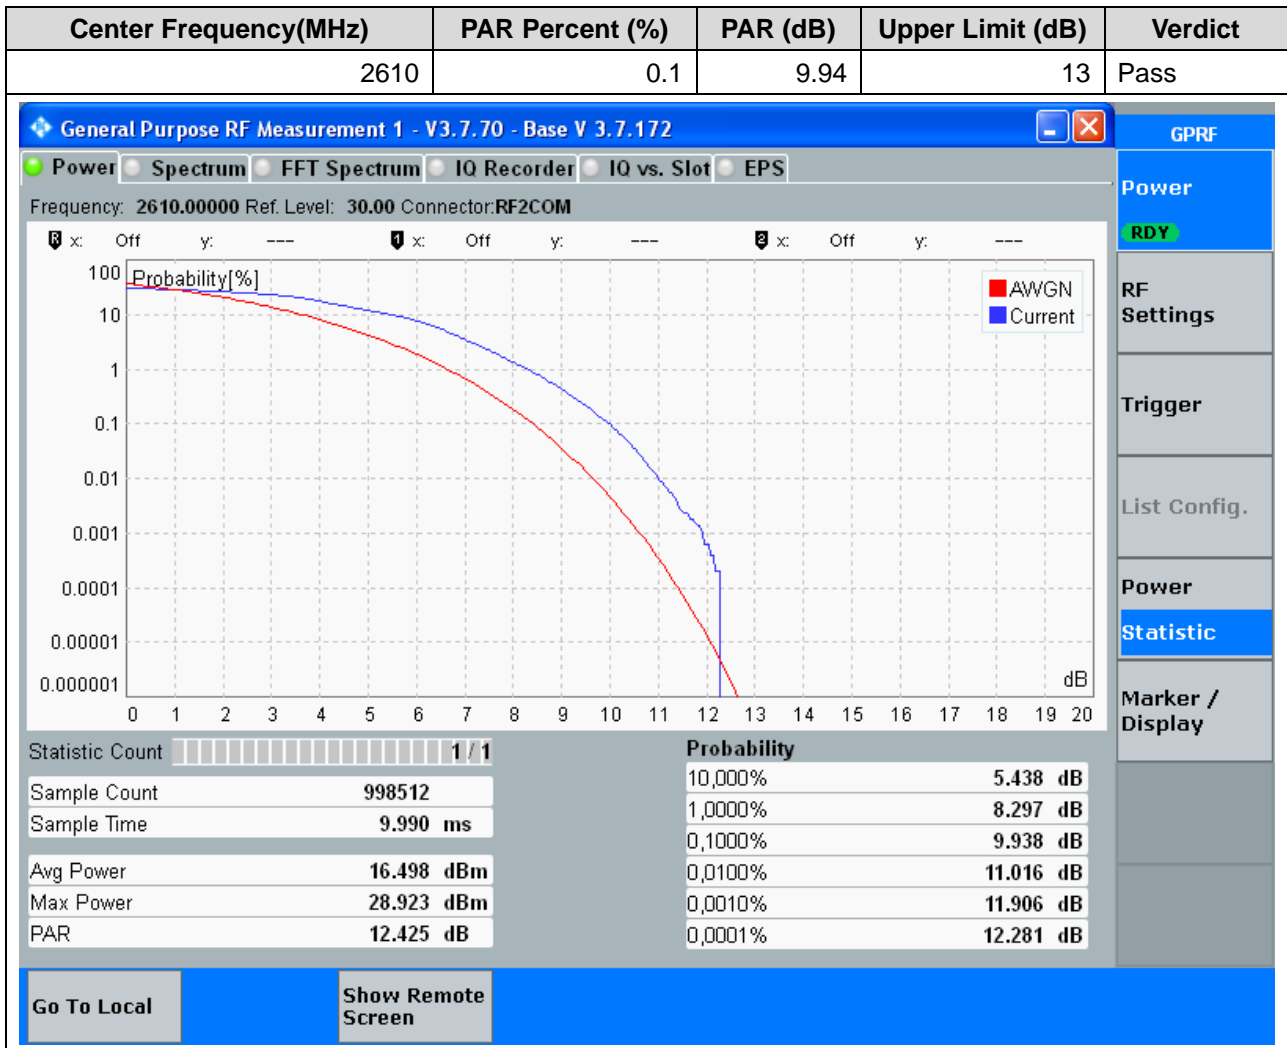 Center Frequency(MHz) PAR Percent (%) PAR (dB) Upper Limit (dB) Verdict
2610 0.1 9.94 13 Pass
General Purpose RF Measurement 1 - V3.7.70 - Base V 3.7.172
GPRF
Power Spectrum FFT Spectrum IQ Recorder IQ vs. Slot EPS
Power
RDY
Frequency: 2610.00000 Ref. Level: 30.00 Connector:RF2COM
R x: Off y: --- 1 x: Off y: --- 2 x: Off y: ---
Probability[%]
AWGN
Current
100
10
1
0.1
0.01
0.001
0.0001
0.00001
0.000001
dB
0 1 2 3 4 5 6 7 8 9 10 11 12 13 14 15 16 17 18 19 20
RF
Settings
Trigger
List Config.
Power
Statistic
Marker /
Display
Statistic Count 1 / 1
Sample Count 998512
Sample Time 9.990 ms
Avg Power 16.498 dBm
Max Power 28.923 dBm
PAR 12.425 dB
Probability
10,000% 5.438 dB
1,0000% 8.297 dB
0,1000% 9.938 dB
0,0100% 11.016 dB
0,0010% 11.906 dB
0,0001% 12.281 dB
Go To Local
Show Remote
Screen